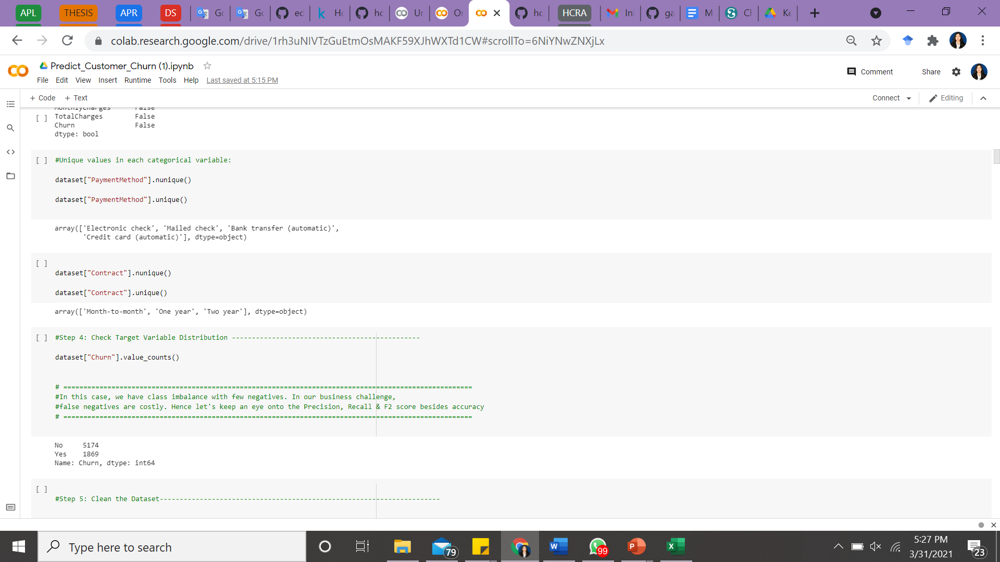 APL THESIS APR DS Gc Gc ec Hc hc Ur Or hc HCRA In ga M Cl Ke
colab.research.google.com/drive/1rh3uNIVTzGuEtmOsMAKF59XJhWXTd1CW#scrollTo=6NiYNwZNXjLx
Predict_Customer_Churn (1).ipynb
Comment Share
File Edit View Insert Runtime Tools Help Last saved at 5:15 PM
+ Code + Text Connect Editing
MonthlyCharges False
[ ] TotalCharges False
Churn False
dtype: bool
[ ] #Unique values in each categorical variable:
dataset["PaymentMethod"].nunique()
dataset["PaymentMethod"].unique()
array(['Electronic check', 'Mailed check', 'Bank transfer (automatic)',
'Credit card (automatic)'], dtype=object)
[ ]
dataset["Contract"].nunique()
dataset["Contract"].unique()
array(['Month-to-month', 'One year', 'Two year'], dtype=object)
[ ] #Step 4: Check Target Variable Distribution -----------------------------------------------
dataset["Churn"].value_counts()
# ======================================================================================================
#In this case, we have class imbalance with few negatives. In our business challenge,
#false negatives are costly. Hence let's keep an eye onto the Precision, Recall & F2 score besides accuracy
# ======================================================================================================
No 5174
Yes 1869
Name: Churn, dtype: int64
[ ]
#Step 5: Clean the Dataset----------------------------------------------------------------------
Type here to search
79
99
5:27 PM
3/31/2021
23